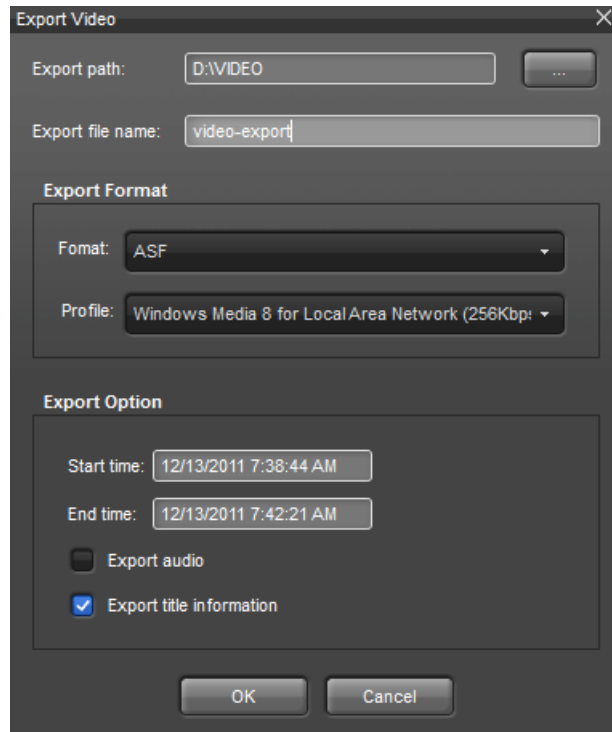 Export Video
Export path: D:\VIDEO ...
Export file name: video-export
Export Format
Fomat: ASF
Profile: Windows Media 8 for Local Area Network (256Kbp
Export Option
Start time: 12/13/2011 7:38:44 AM
End time: 12/13/2011 7:42:21 AM
Export audio
Export title information
OK Cancel